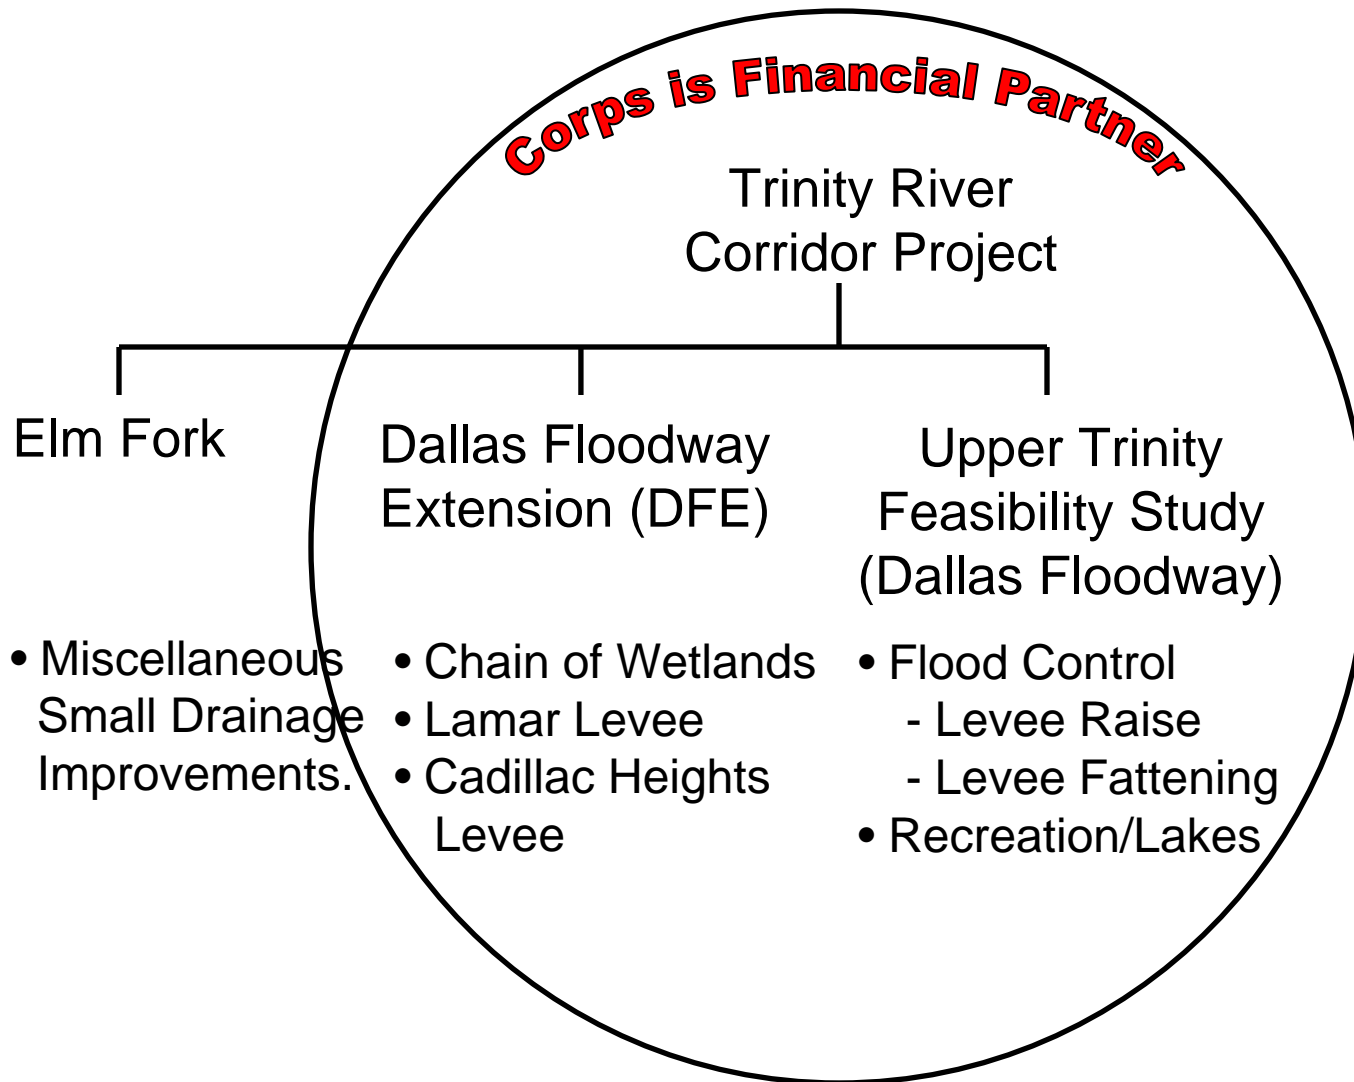 Corps is Financial Partner
Trinity River
Corridor Project
Elm Fork
Dallas Floodway
Extension (DFE)
Upper Trinity
Feasibility Study
(Dallas Floodway)
• Miscellaneous
Small Drainage
Improvements.
• Chain of Wetlands
• Lamar Levee
• Cadillac Heights
Levee
• Flood Control
- Levee Raise
- Levee Fattening
• Recreation/Lakes